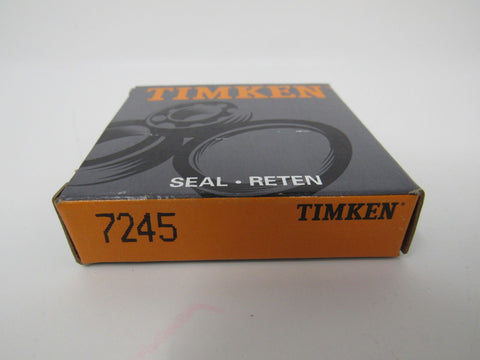 TIMKEN
SEAL • RETEN
7245
TIMKEN